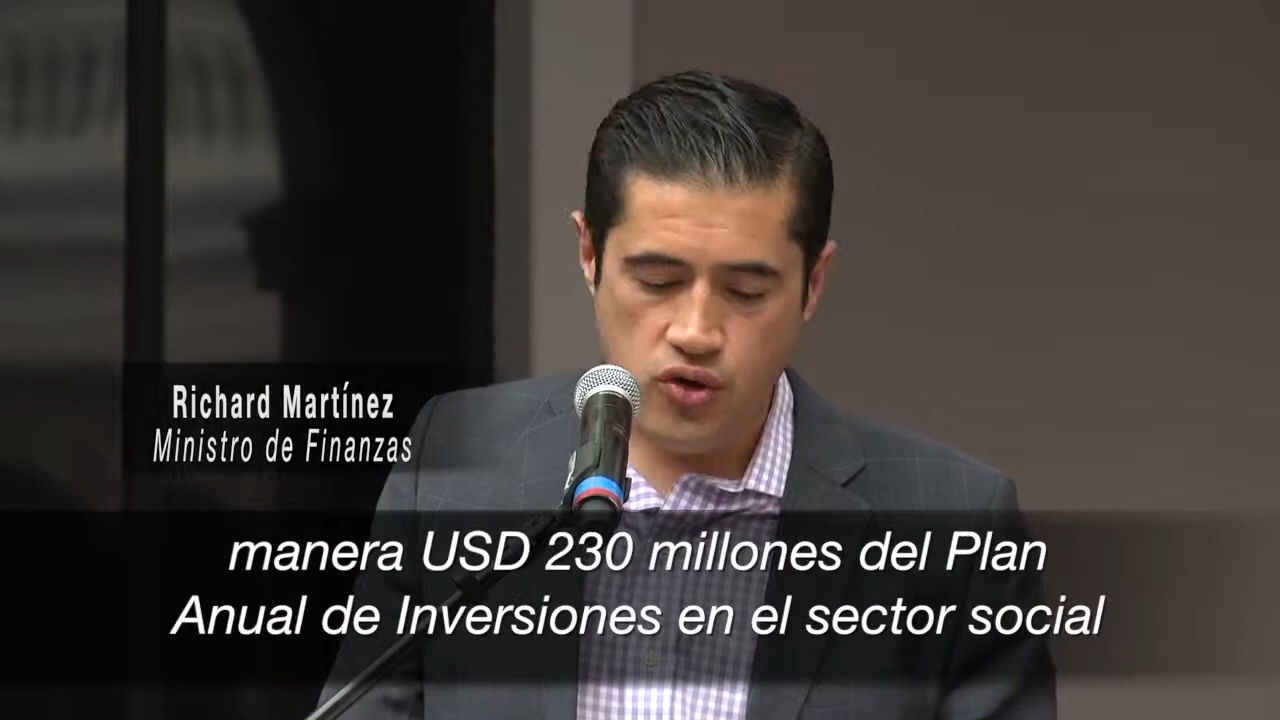 Richard Martínez
Ministro de Finanzas
manera USD 230 millones del Plan
Anual de Inversiones en el sector social